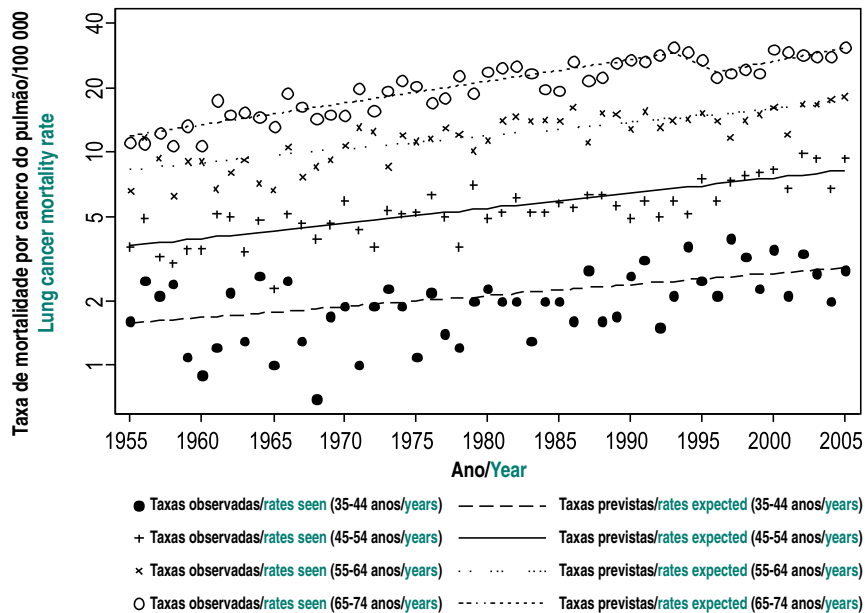 Taxa de mortalidade por cancro do pulmão/100 000
Lung cancer mortality rate
40
20
10
5
2
1
1955 1960 1965 1970 1975 1980 1985 1990 1995 2000 2005
Ano/Year
Taxas observadas/rates seen (35-44 anos/years)
Taxas previstas/rates expected (35-44 anos/years)
Taxas observadas/rates seen (45-54 anos/years)
Taxas previstas/rates expected (45-54 anos/years)
Taxas observadas/rates seen (55-64 anos/years)
Taxas previstas/rates expected (55-64 anos/years)
Taxas observadas/rates seen (65-74 anos/years)
Taxas previstas/rates expected (65-74 anos/years)